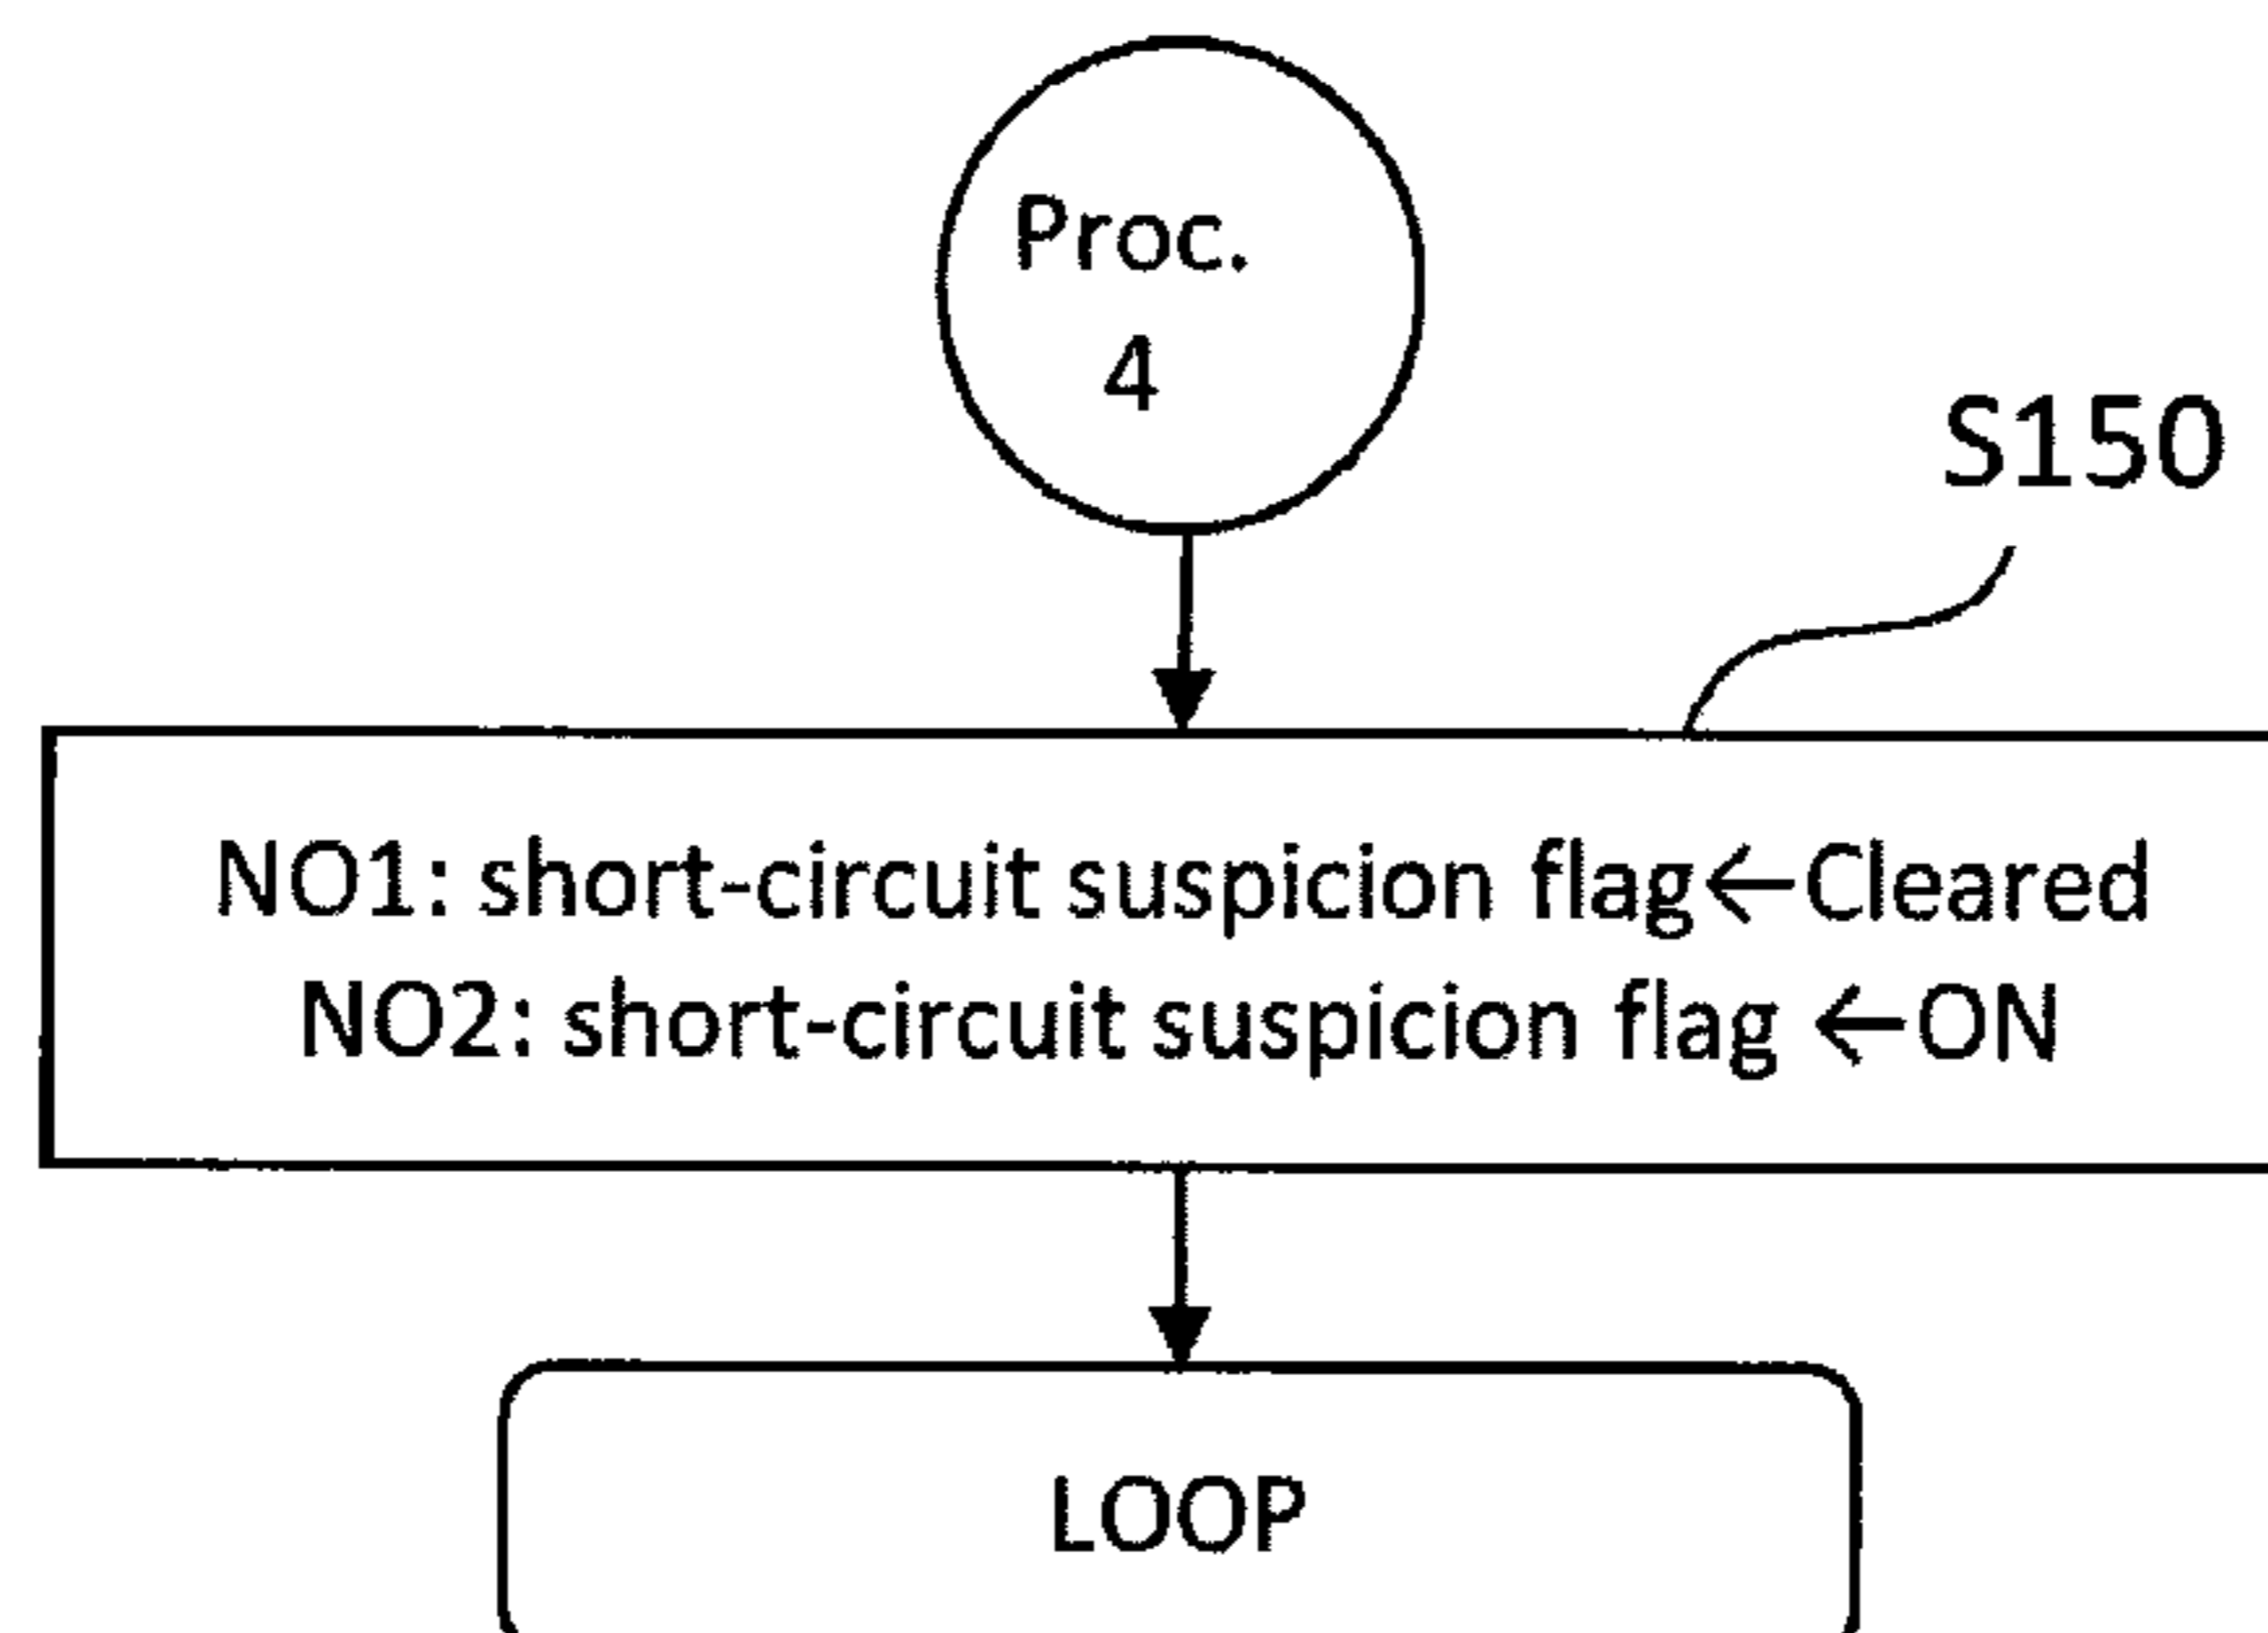 Proc.
4
S150
NO1: short-circuit suspicion flag←Cleared
NO2: short-circuit suspicion flag ←ON
LOOP